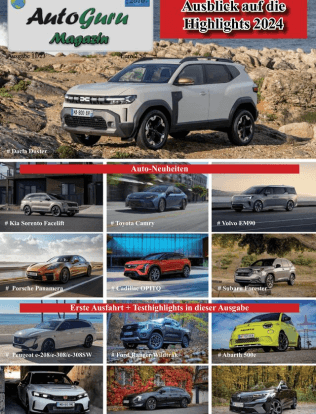 AutoGuru
Magazin
Ausblick auf die
Highlights 2024
# Dacia Duster
Auto-Neuheiten
# Kia Sorento Facelift
# Toyota Camry
# Volvo EM90
# Porsche Panamera
# Cadillac OPTIQ
# Subaru Forester
Erste Ausfahrt + Testhighlights in dieser Ausgabe
# Peugeot e-208/e-308/e-308SW
# Ford Ranger Wildtrak
# Abarth 500e